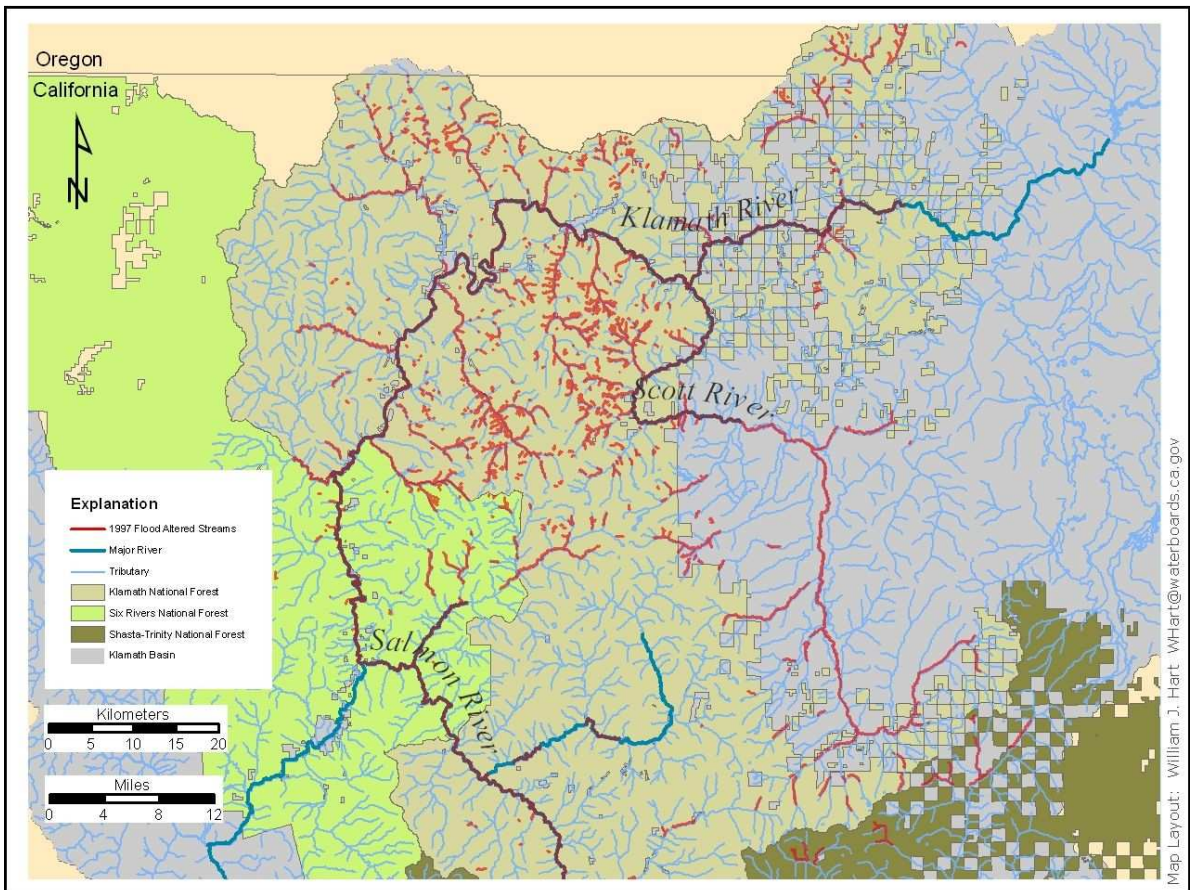 Oregon
California
N
Klamath River
Scott River
Salmon River
Explanation
1997 Flood Altered Streams
Major River
Tributary
Klamath National Forest
Six Rivers National Forest
Shasta-Trinity National Forest
Klamath Basin
Kilometers
0 5 10 15 20
Miles
0 4 8 12
Map Layout: William J. Hart WHart@waterboards.ca.gov